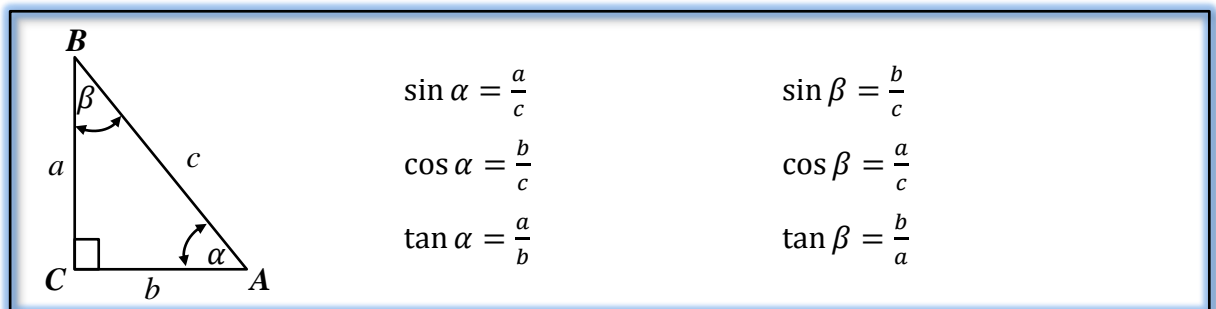 B
β sin α = a/c sin β = b/c
a c cos α = b/c cos β = a/c
α tan α = a/b tan β = b/a
C b A